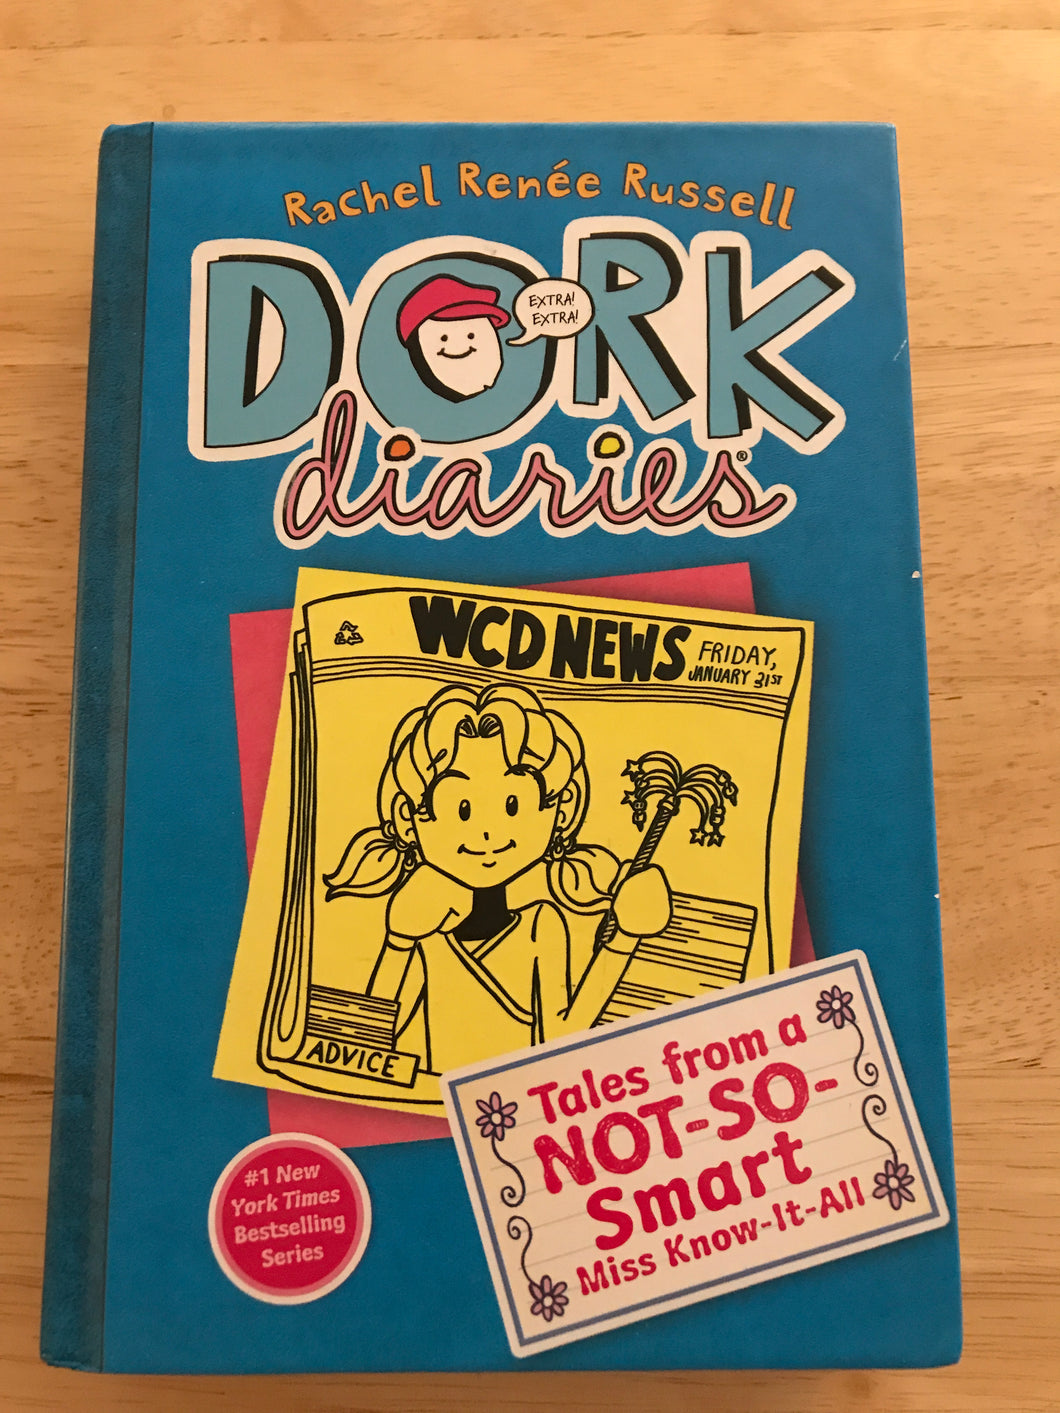 Rachel Renée Russell
DORK
EXTRA!
EXTRA!
diaries®
WCD NEWS
FRIDAY,
JANUARY 31ST
ADVICE
Tales from a
NOT-SO-
Smart
Miss Know-It-All
#1 New
York Times
Bestselling
Series